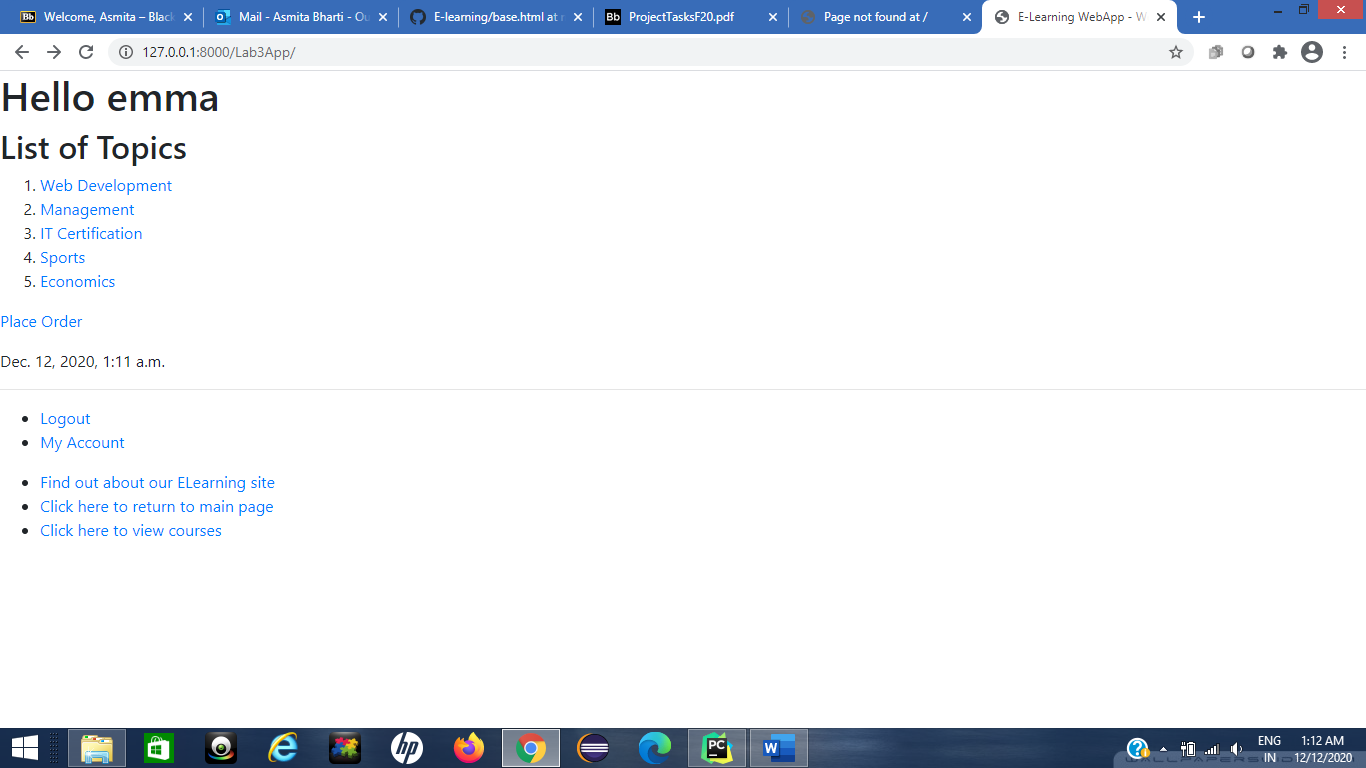 Welcome, Asmita – Black
Mail - Asmita Bharti - Ou
E-learning/base.html at m
ProjectTasksF20.pdf
Page not found at /
E-Learning WebApp - W
127.0.0.1:8000/Lab3App/
Hello emma
List of Topics
1. Web Development
2. Management
3. IT Certification
4. Sports
5. Economics
Place Order
Dec. 12, 2020, 1:11 a.m.
Logout
My Account
Find out about our ELearning site
Click here to return to main page
Click here to view courses
ENG 1:12 AM
IN 12/12/2020